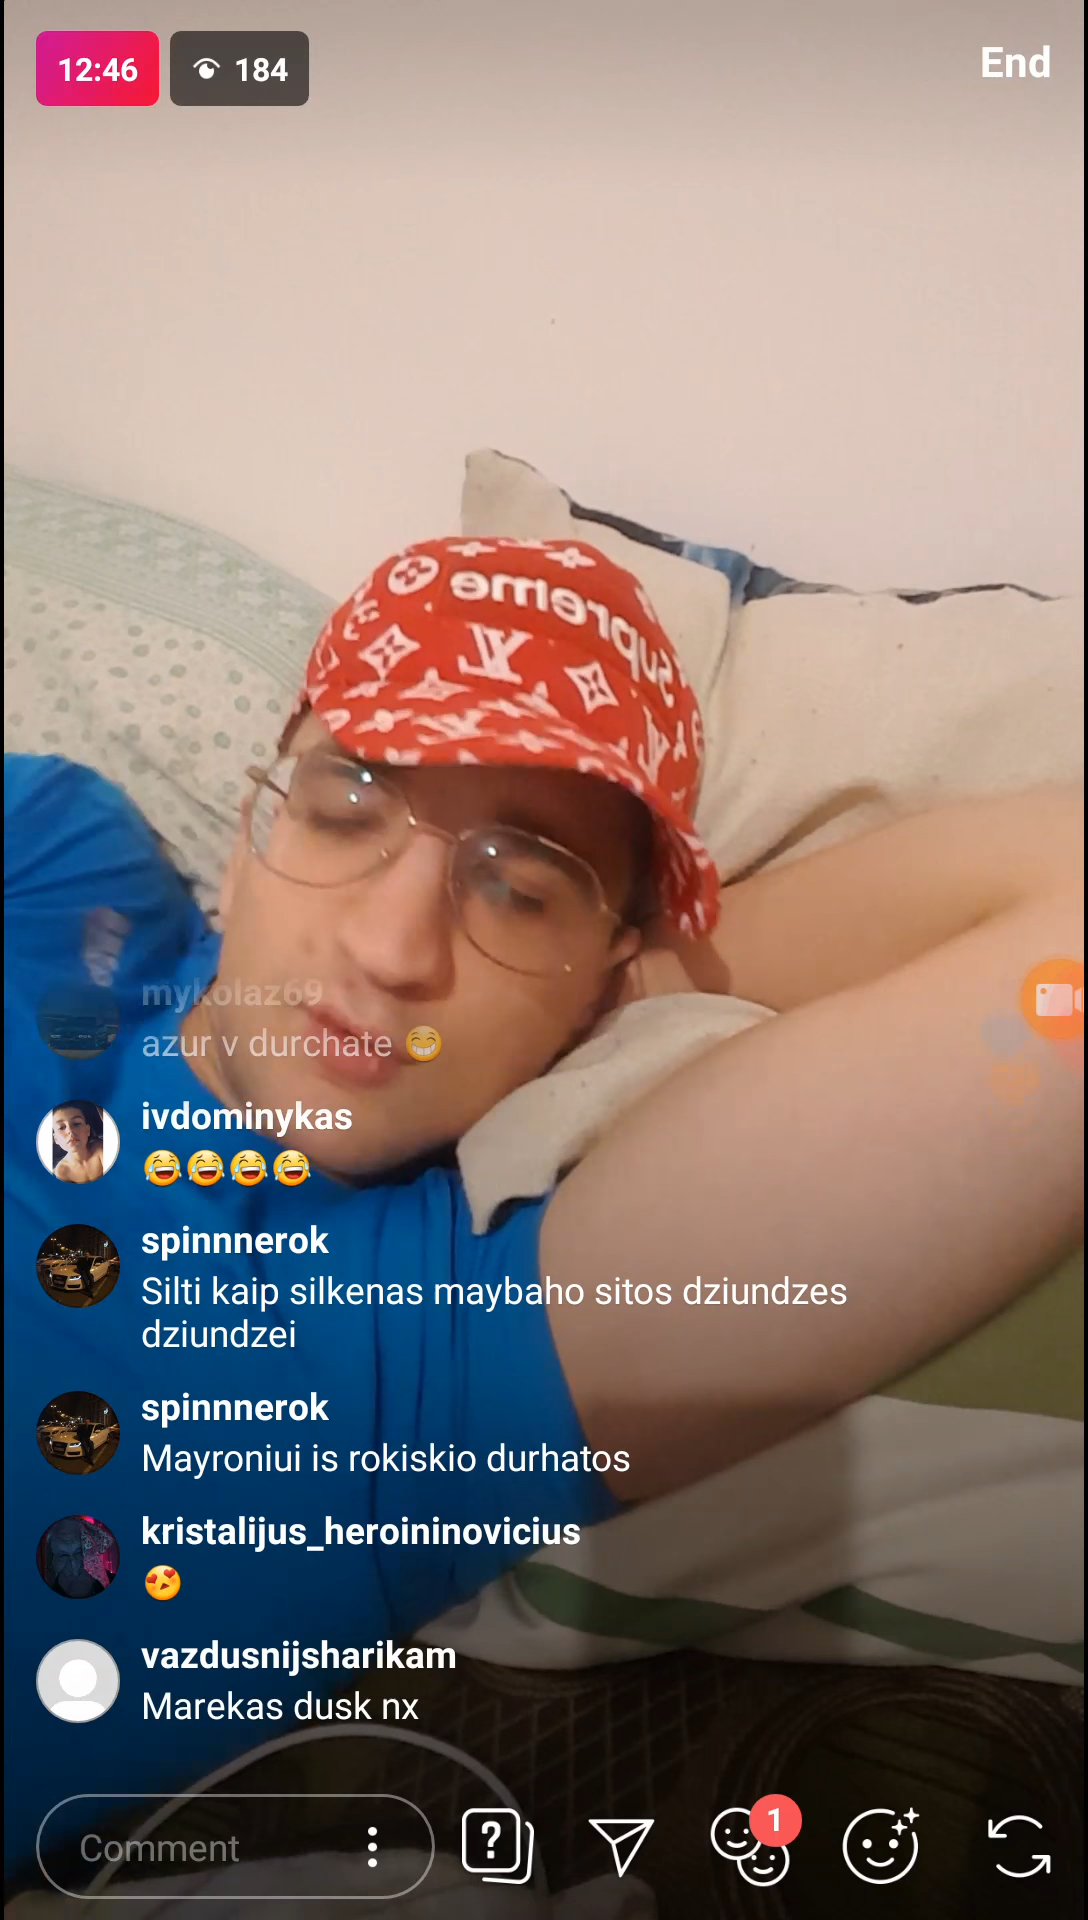 12:46
184
End
Supreme
LV
mykolaz69
azur v durchate 😁
ivdominykas
😂😂😂😂
spinnnerok
Silti kaip silkenas maybaho sitos dziundzes
dziundzei
spinnnerok
Mayroniui is rokiskio durhatos
kristalijus_heroininovicius
😍
vazdusnijsharikam
Marekas dusk nx
Comment
?
1